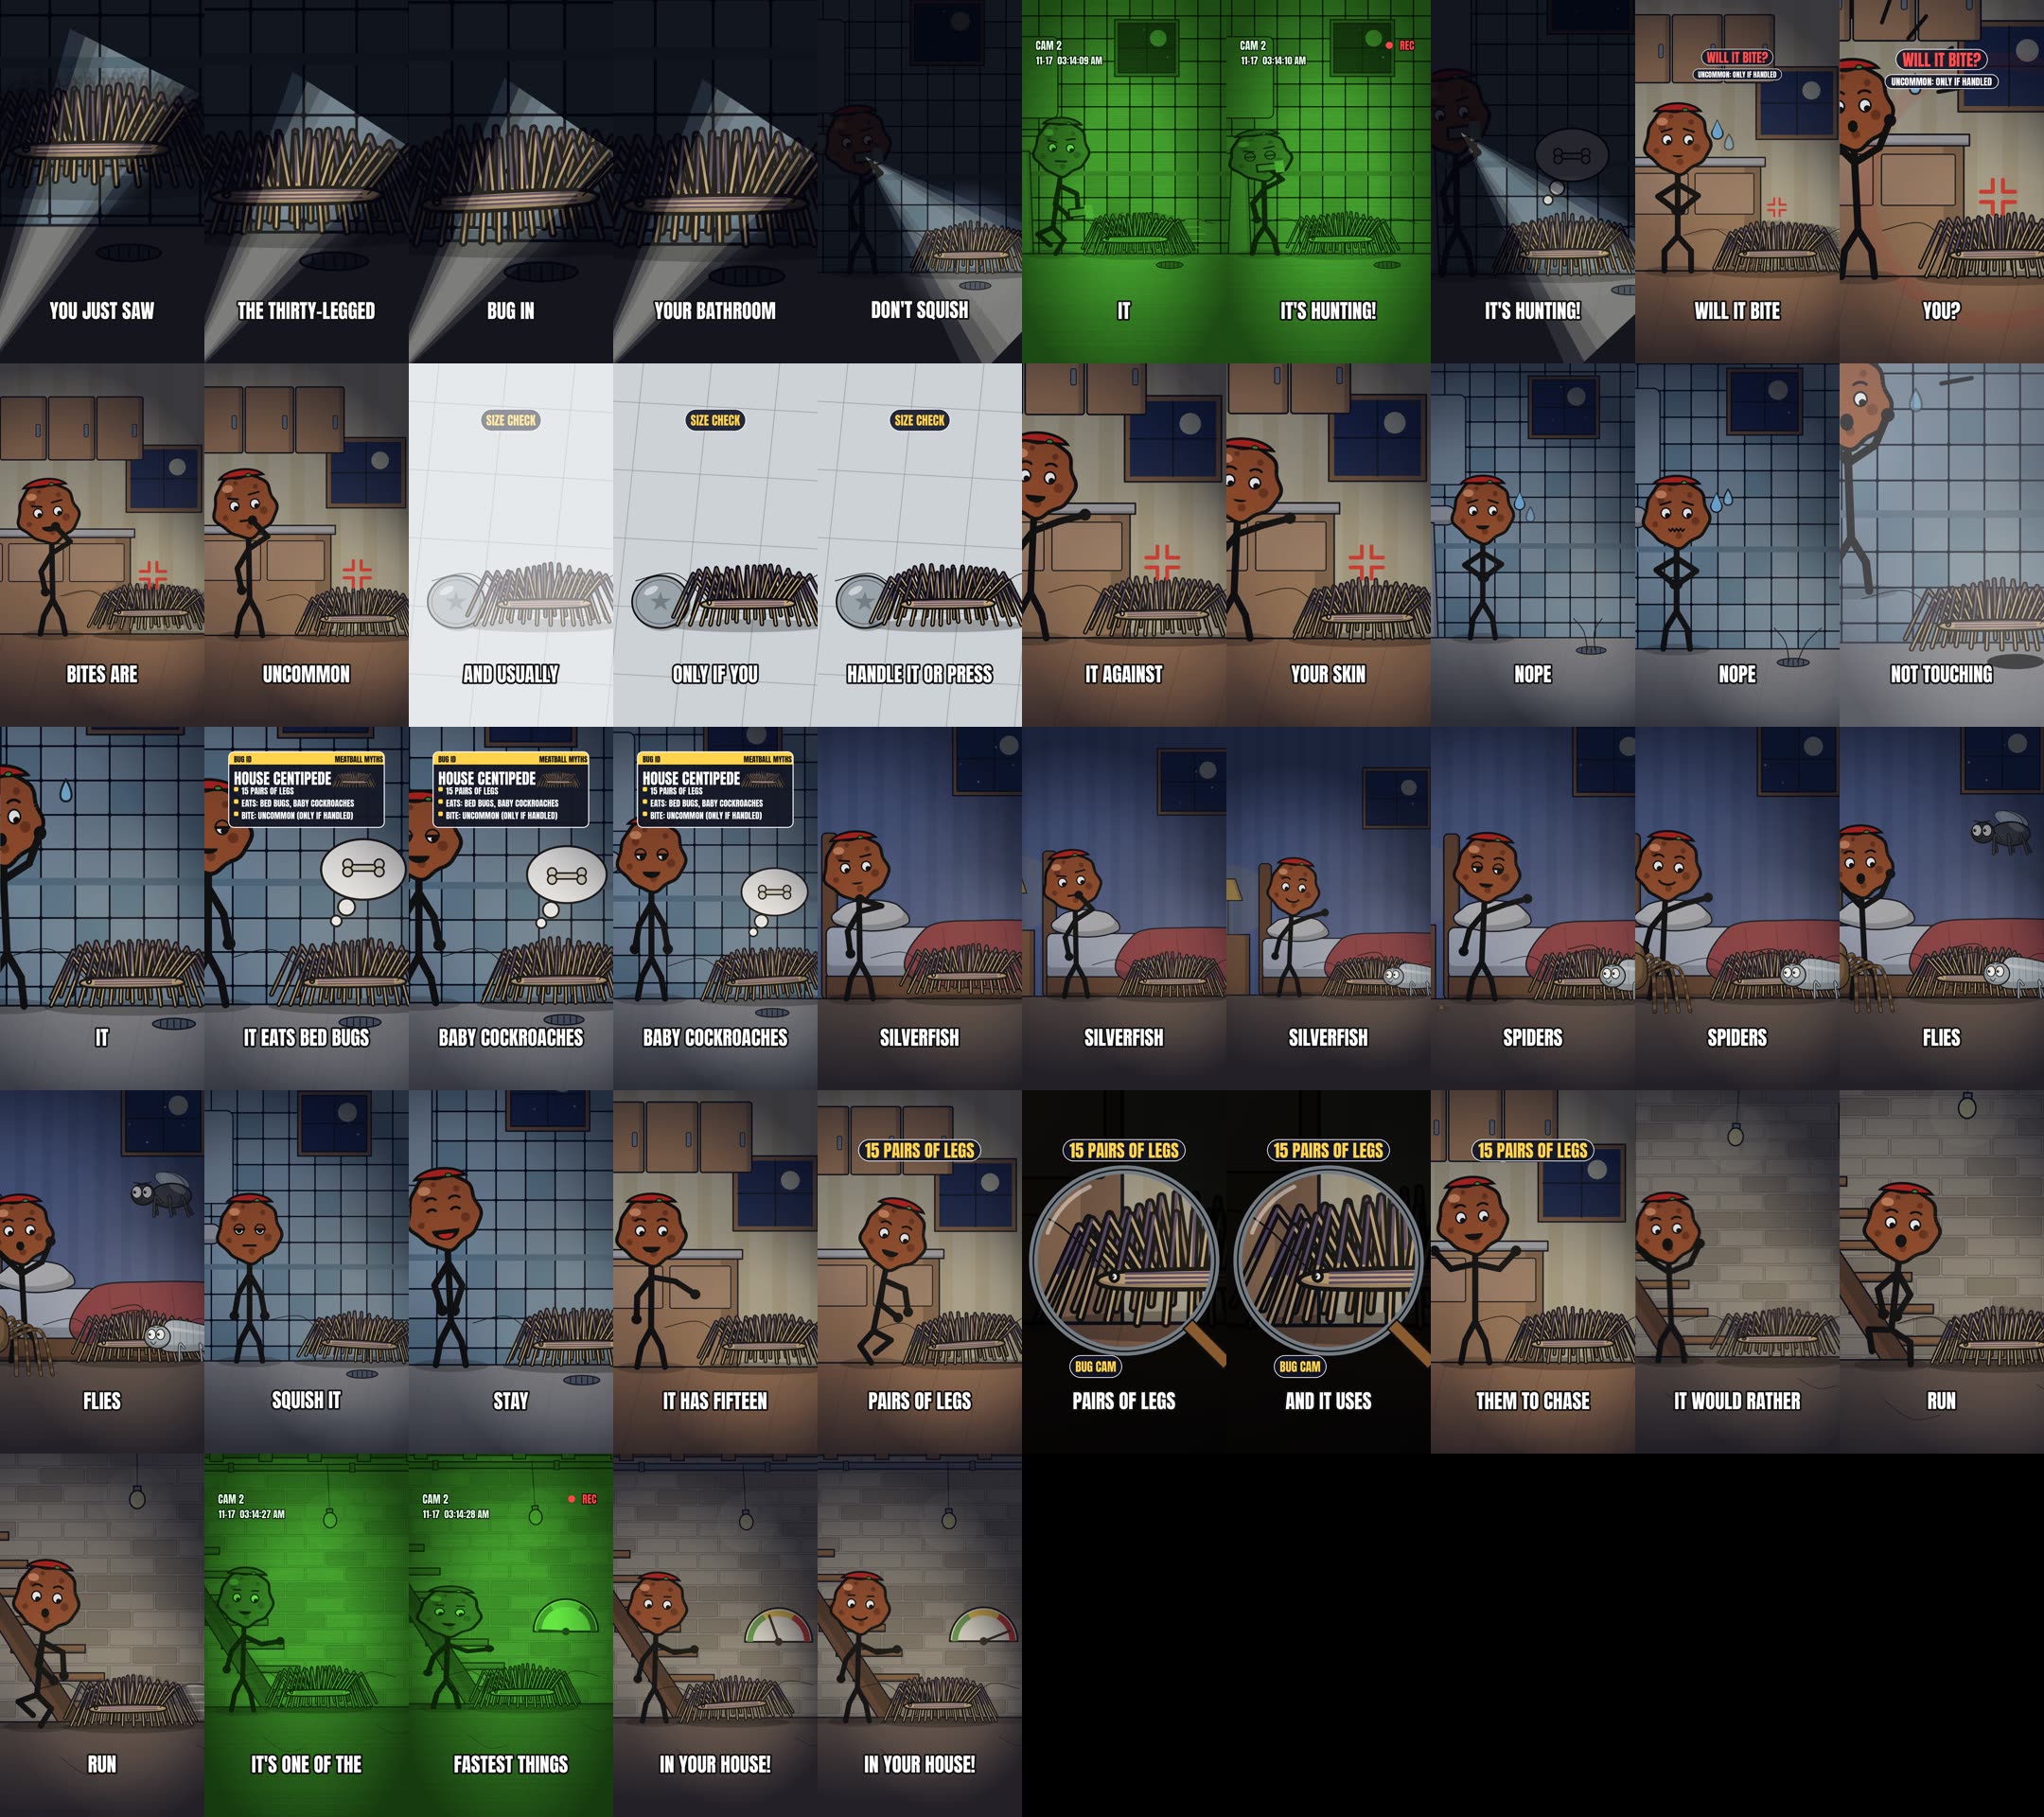 YOU JUST SAW
THE THIRTY-LEGGED
BUG IN
YOUR BATHROOM
DON'T SQUISH
CAM 2
11-17 03:14:09 AM
IT
CAM 2
REC
11-17 03:14:10 AM
IT'S HUNTING!
IT'S HUNTING!
WILL IT BITE?
UNCOMMON: ONLY IF HANDLED
WILL IT BITE
WILL IT BITE?
UNCOMMON: ONLY IF HANDLED
YOU?
BITES ARE
UNCOMMON
SIZE CHECK
AND USUALLY
SIZE CHECK
ONLY IF YOU
SIZE CHECK
HANDLE IT OR PRESS
IT AGAINST
YOUR SKIN
NOPE
NOPE
NOT TOUCHING
IT
BUG ID
MEATBALL MYTHS
HOUSE CENTIPEDE
15 PAIRS OF LEGS
EATS: BED BUGS, BABY COCKROACHES
BITE: UNCOMMON (ONLY IF HANDLED)
IT EATS BED BUGS
BUG ID
MEATBALL MYTHS
HOUSE CENTIPEDE
15 PAIRS OF LEGS
EATS: BED BUGS, BABY COCKROACHES
BITE: UNCOMMON (ONLY IF HANDLED)
BABY COCKROACHES
BUG ID
MEATBALL MYTHS
HOUSE CENTIPEDE
15 PAIRS OF LEGS
EATS: BED BUGS, BABY COCKROACHES
BITE: UNCOMMON (ONLY IF HANDLED)
BABY COCKROACHES
SILVERFISH
SILVERFISH
SILVERFISH
SPIDERS
SPIDERS
FLIES
FLIES
SQUISH IT
STAY
IT HAS FIFTEEN
15 PAIRS OF LEGS
PAIRS OF LEGS
15 PAIRS OF LEGS
BUG CAM
PAIRS OF LEGS
15 PAIRS OF LEGS
BUG CAM
AND IT USES
15 PAIRS OF LEGS
THEM TO CHASE
IT WOULD RATHER
RUN
RUN
CAM 2
11-17 03:14:27 AM
IT'S ONE OF THE
CAM 2
REC
11-17 03:14:28 AM
FASTEST THINGS
IN YOUR HOUSE!
IN YOUR HOUSE!